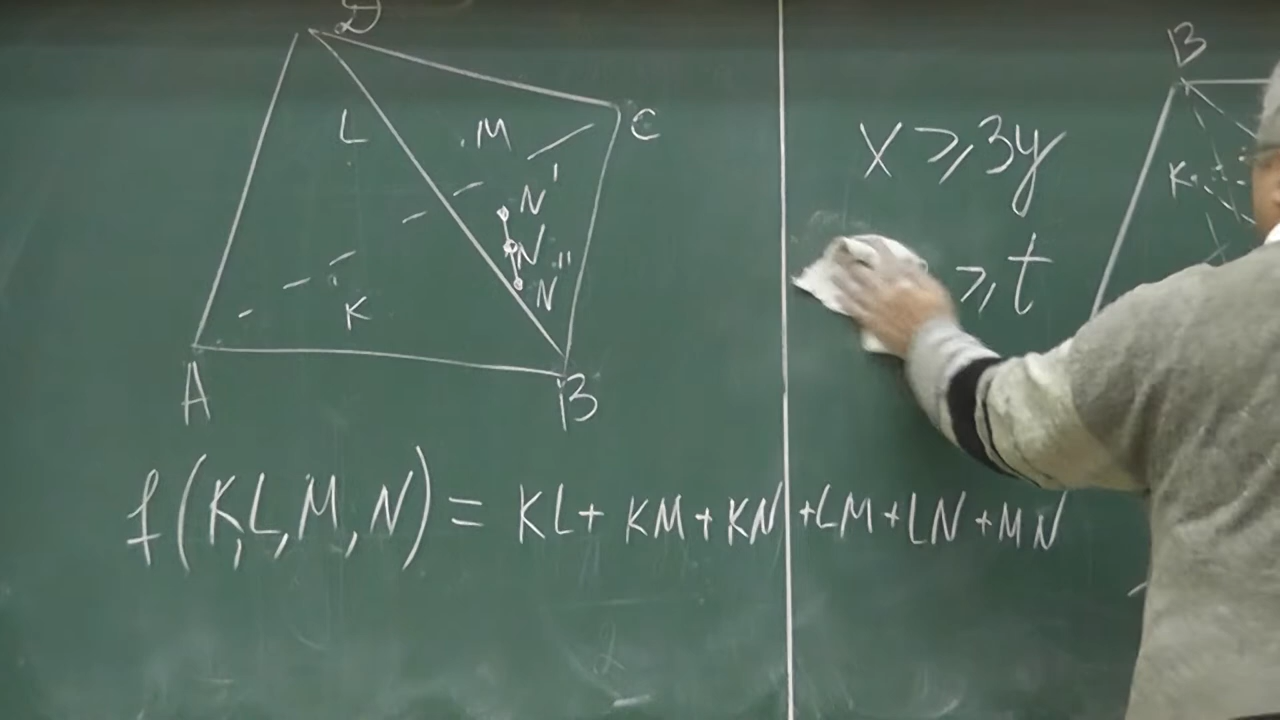 D
L
.M
C
N'
N
N''
K
A
B
f(K,L,M,N) = KL+KM+KN+LM+LN+MN
x ⩾ 3y
⩾ t
B
K